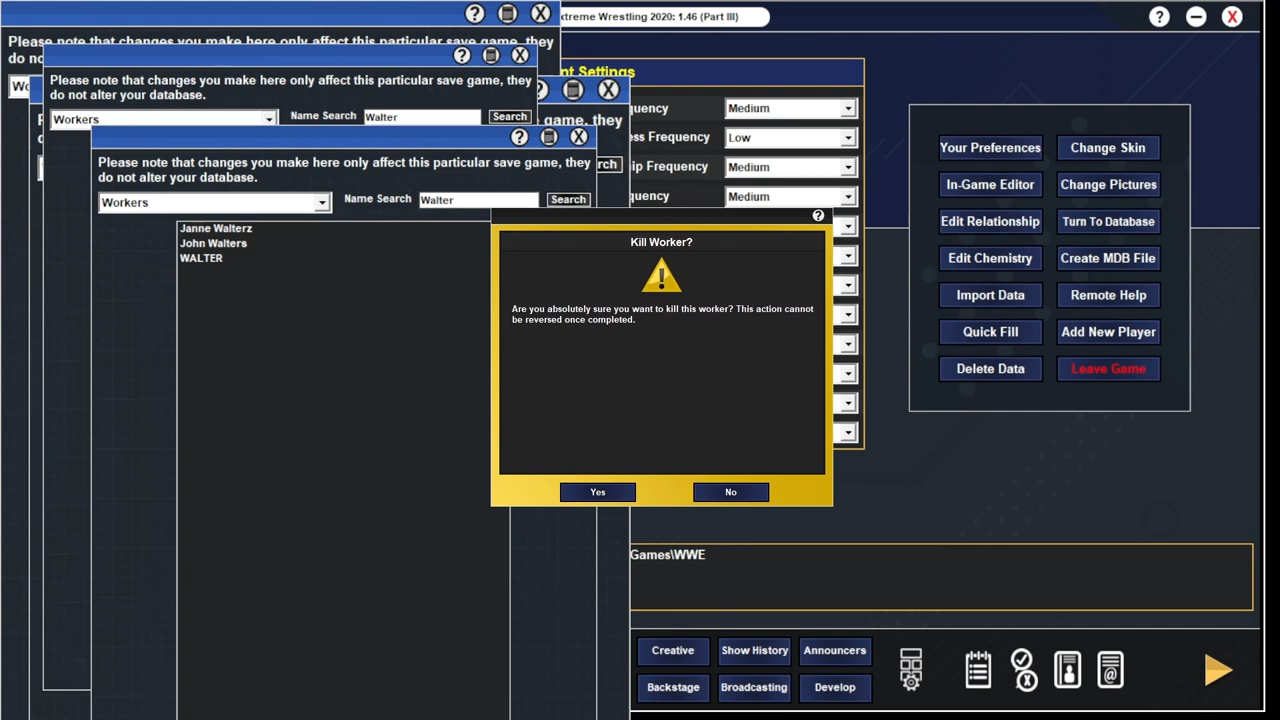 ?
X
xtreme Wrestling 2020: 1.46 (Part III)
?
X
Please note that changes you make here only affect this particular save game, they
do no
?
X
Please note that changes you make here only affect this particular save game, they
do not alter your database.
Workers
Name Search
Walter
Search
?
X
game, they
rch
?
X
Please note that changes you make here only affect this particular save game, they
do not alter your database.
Workers
Name Search
Walter
Search
Janne Walterz
John Walters
WALTER
?
Kill Worker?
Are you absolutely sure you want to kill this worker? This action cannot
be reversed once completed.
Yes
No
nt Settings
quency
Medium
ess Frequency
Low
ip Frequency
Medium
quency
Medium
Your Preferences
Change Skin
In-Game Editor
Change Pictures
Edit Relationship
Turn To Database
Edit Chemistry
Create MDB File
Import Data
Remote Help
Quick Fill
Add New Player
Delete Data
Leave Game
Games\WWE
Creative
Show History
Announcers
Backstage
Broadcasting
Develop